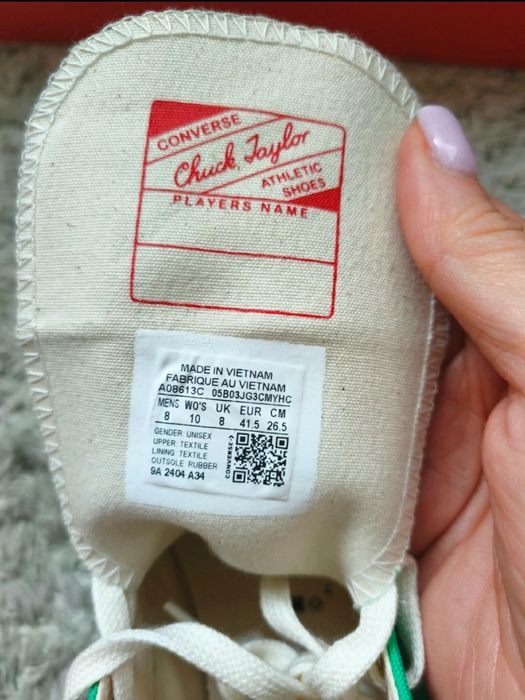 CONVERSE
Chuck Taylor
ATHLETIC
SHOES
PLAYERS NAME
MADE IN VIETNAM
FABRIQUE AU VIETNAM
A08613C 05B03JG3CMYHC
MENS WO'S UK EUR CM
8 10 8 41.5 26.5
GENDER: UNISEX
UPPER: TEXTILE
LINING: TEXTILE
OUTSOLE: RUBBER
9A 2404 A34
CONVERSE